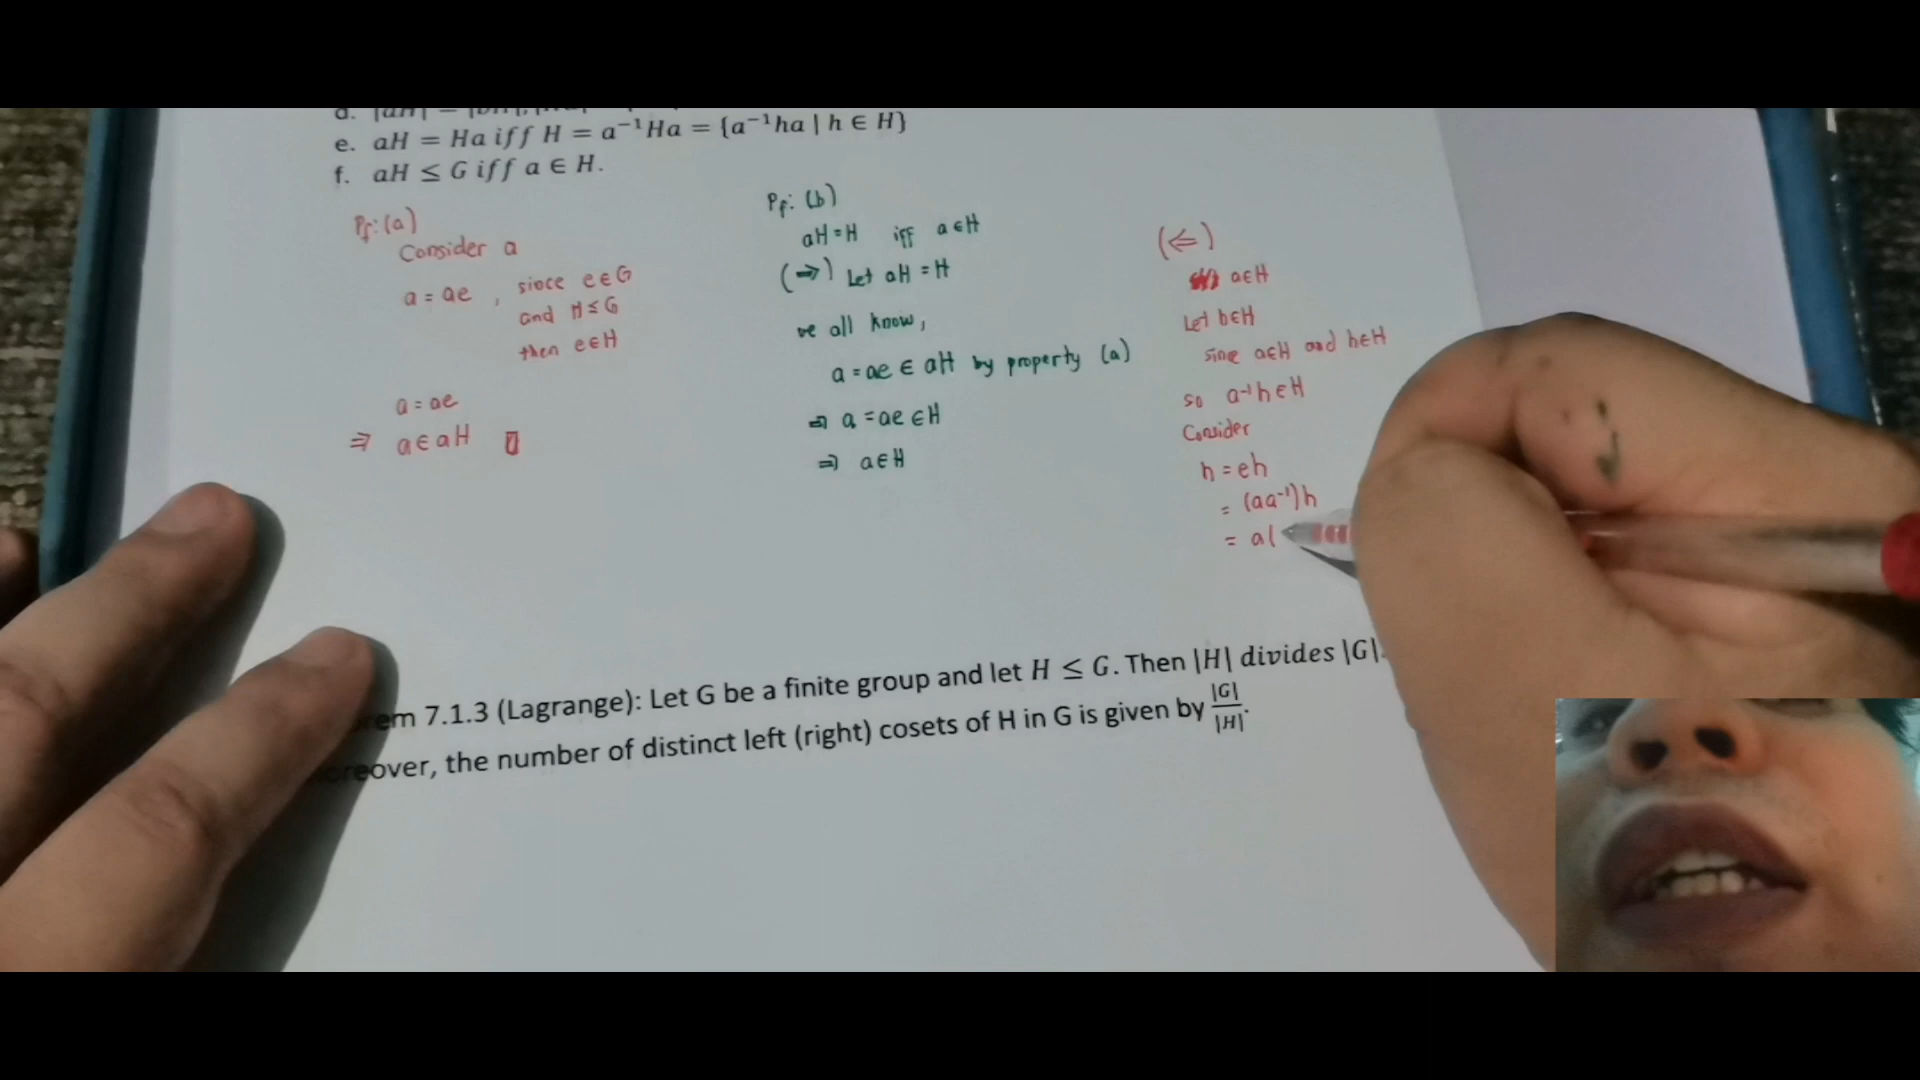 e. aH = Ha iff H = a⁻¹Ha = {a⁻¹ha | h ∈ H}
f. aH ≤ G iff a ∈ H.
Pf: (a)
Consider a
a = ae , since e∈G
and H≤G
then e∈H
a = ae
⇒ a∈aH
Pf: (b)
aH = H iff a∈H
(⇒) Let aH = H
we all know,
a = ae ∈ aH by property (a)
⇒ a = ae ∈H
⇒ a∈H
(⇐)
a∈H
Let h∈H
sine a∈H and h∈H
so a⁻¹h∈H
Consider
h = eh
= (aa⁻¹)h
= a(
7.1.3 (Lagrange): Let G be a finite group and let H ≤ G. Then |H| divides |G|.
the number of distinct left (right) cosets of H in G is given by |G|/|H|.